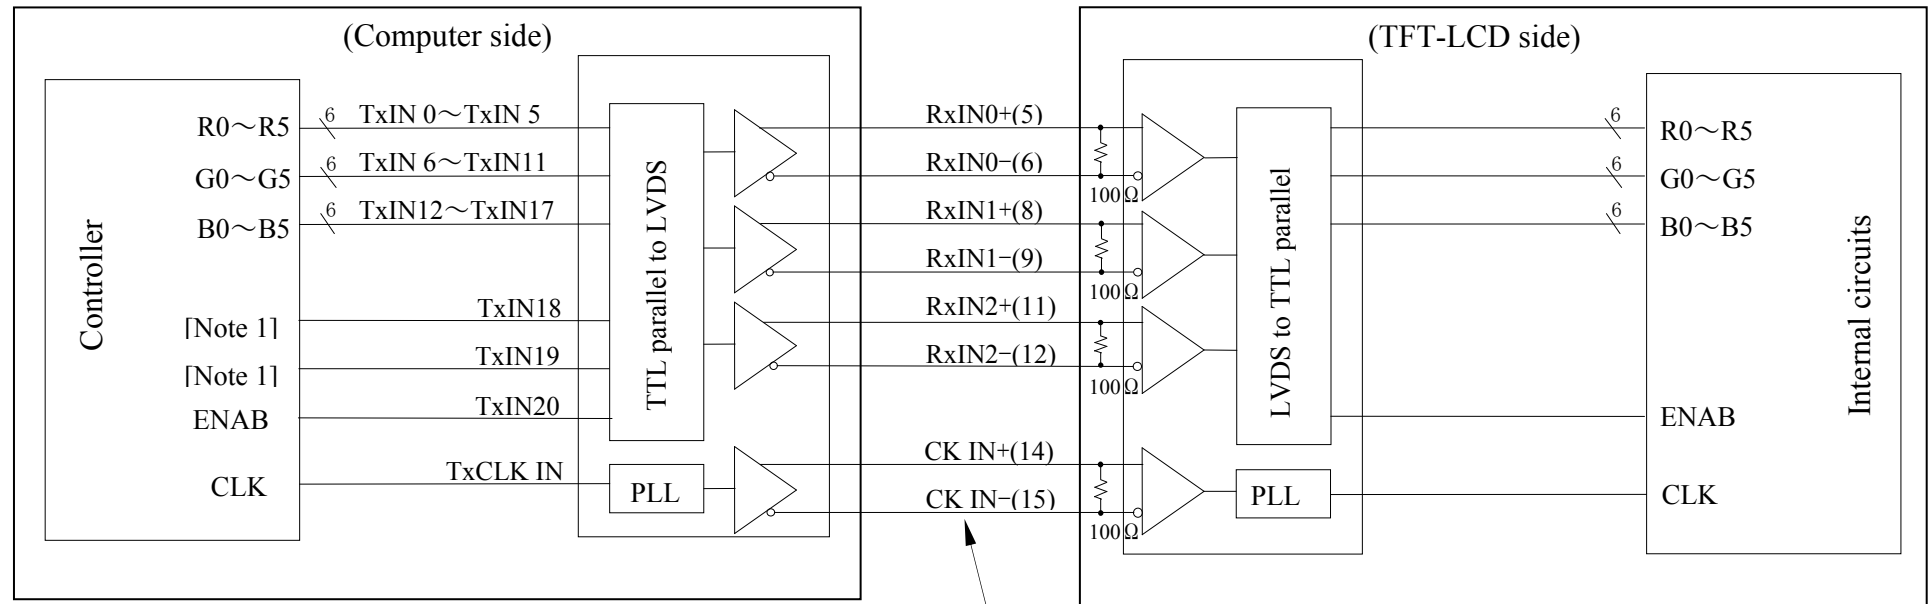 (Computer side)
(TFT-LCD side)
Controller
R0～R5
G0～G5
B0～B5
[Note 1]
[Note 1]
ENAB
CLK
6
TxIN 0～TxIN 5
6
TxIN 6～TxIN11
6
TxIN12～TxIN17
TxIN18
TxIN19
TxIN20
TxCLK IN
TTL parallel to LVDS
PLL
RxIN0+(5)
RxIN0−(6)
RxIN1+(8)
RxIN1−(9)
RxIN2+(11)
RxIN2−(12)
CK IN+(14)
CK IN−(15)
100Ω
100Ω
100Ω
100Ω
LVDS to TTL parallel
PLL
6
6
6
R0～R5
G0～G5
B0～B5
ENAB
CLK
Internal circuits